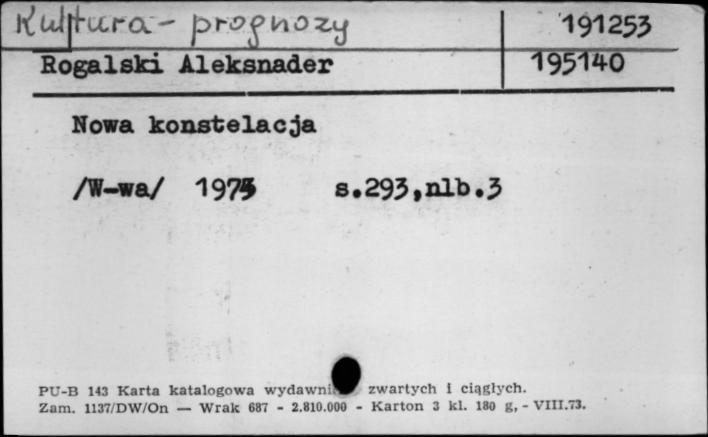 Kultura - prognozy 191253
Rogalski Aleksnader 195140
Nowa konstelacja
/W-wa/ s.293,nlb.3
PU-B 143 Karta katalogowa zwartych i ciągłych.
Zam. 1137/DW/On — Wrak 687 - 2.810.000 - Karton 3 kl. 180 g, - VIII.73.